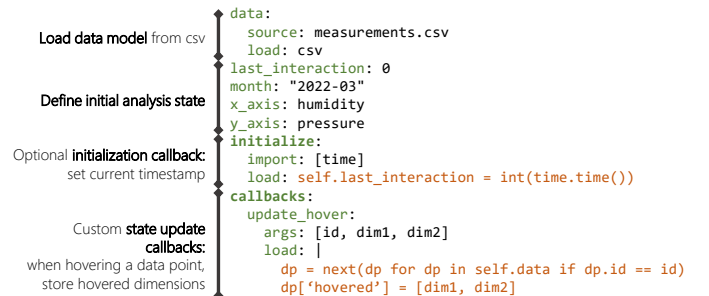 data:
source: measurements.csv
Load data model from csv
load: csv
last_interaction: 0
month: "2022-03"
Define initial analysis state
x_axis: humidity
y_axis: pressure
initialize:
Optional initialization callback:
import: [time]
set current timestamp
load: self.last_interaction = int(time.time())
callbacks:
update_hover:
Custom state update
args: [id, dim1, dim2]
callbacks:
load: |
when hovering a data point,
dp = next(dp for dp in self.data if dp.id == id)
store hovered dimensions
dp[‘hovered’] = [dim1, dim2]